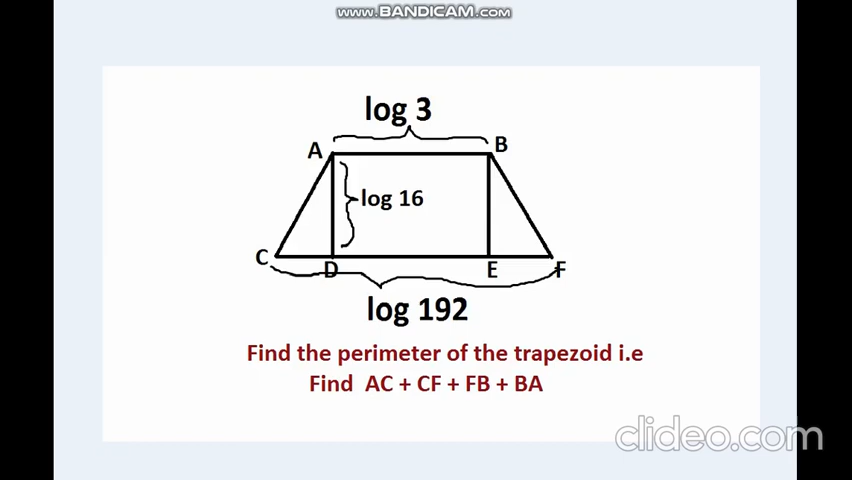 www.BANDICAM.com
log 3
A
B
log 16
C
D
E
F
log 192
Find the perimeter of the trapezoid i.e
Find AC + CF + FB + BA
clideo.com